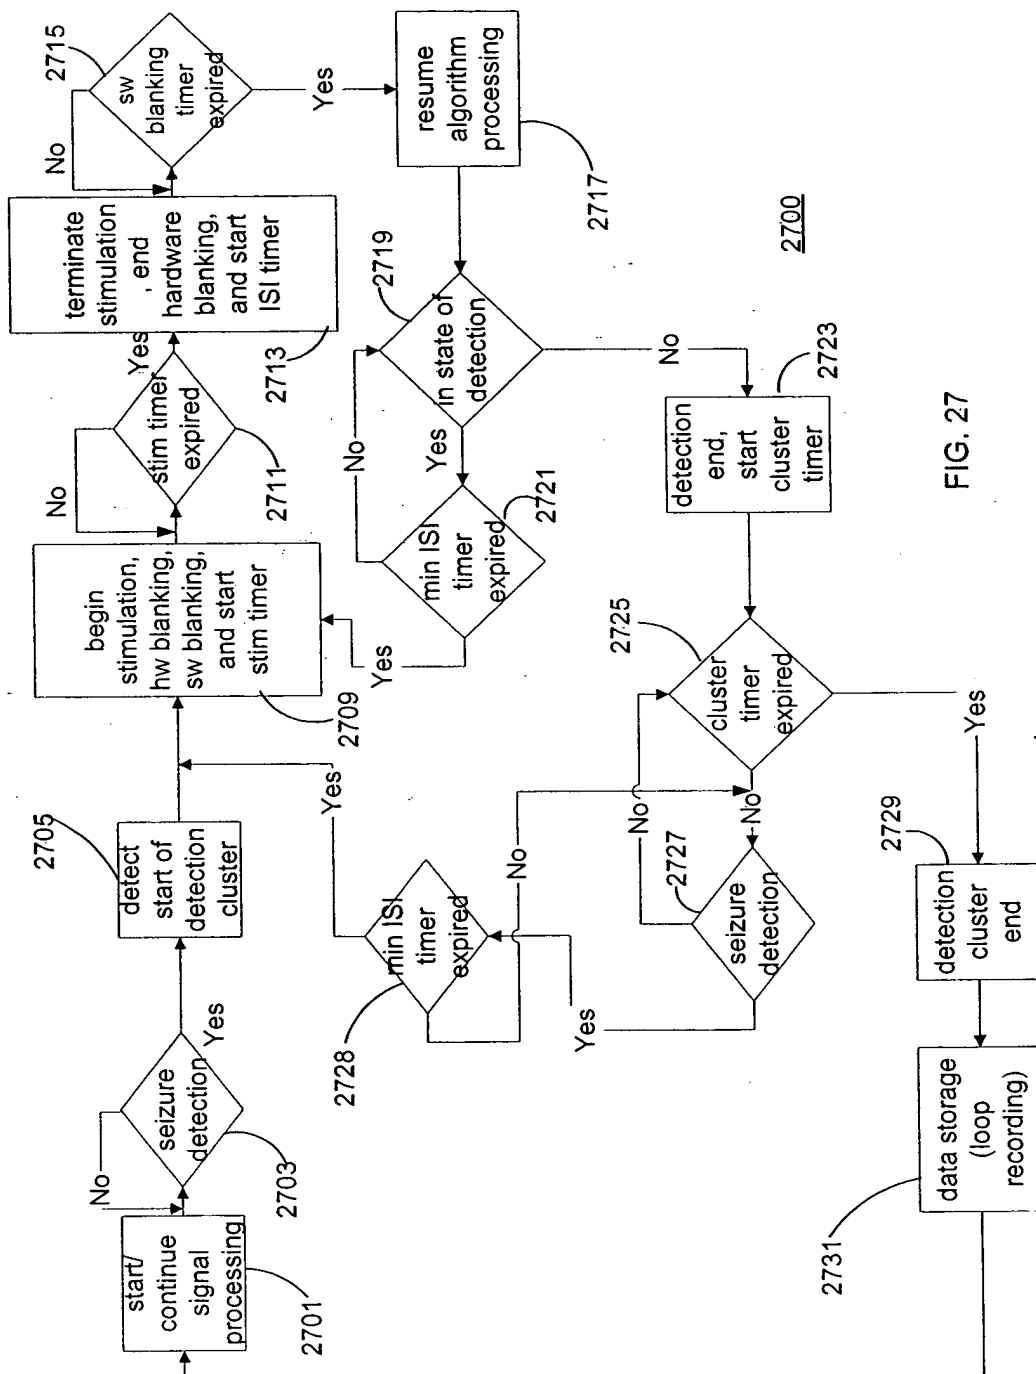 start/
continue
signal
processing
2701
No
seizure
detection
2703
Yes
detect
start of
detection
cluster
2705
begin
stimulation,
hw blanking,
sw blanking,
and start
stim timer
2709
No
stim timer
expired
2711
Yes
terminate
stimulation
, end
hardware
blanking,
and start
ISI timer
2713
No
sw
blanking
timer
expired
2715
Yes
resume
algorithm
processing
2717
in state of
detection
2719
Yes
No
min ISI
timer
expired
2721
No
Yes
detection
end,
start
cluster
timer
2723
cluster
timer
expired
2725
No
Yes
seizure
detection
2727
No
Yes
min ISI
timer
expired
2728
Yes
No
detection
cluster
end
2729
data storage
(loop
recording)
2731
2700
FIG. 27